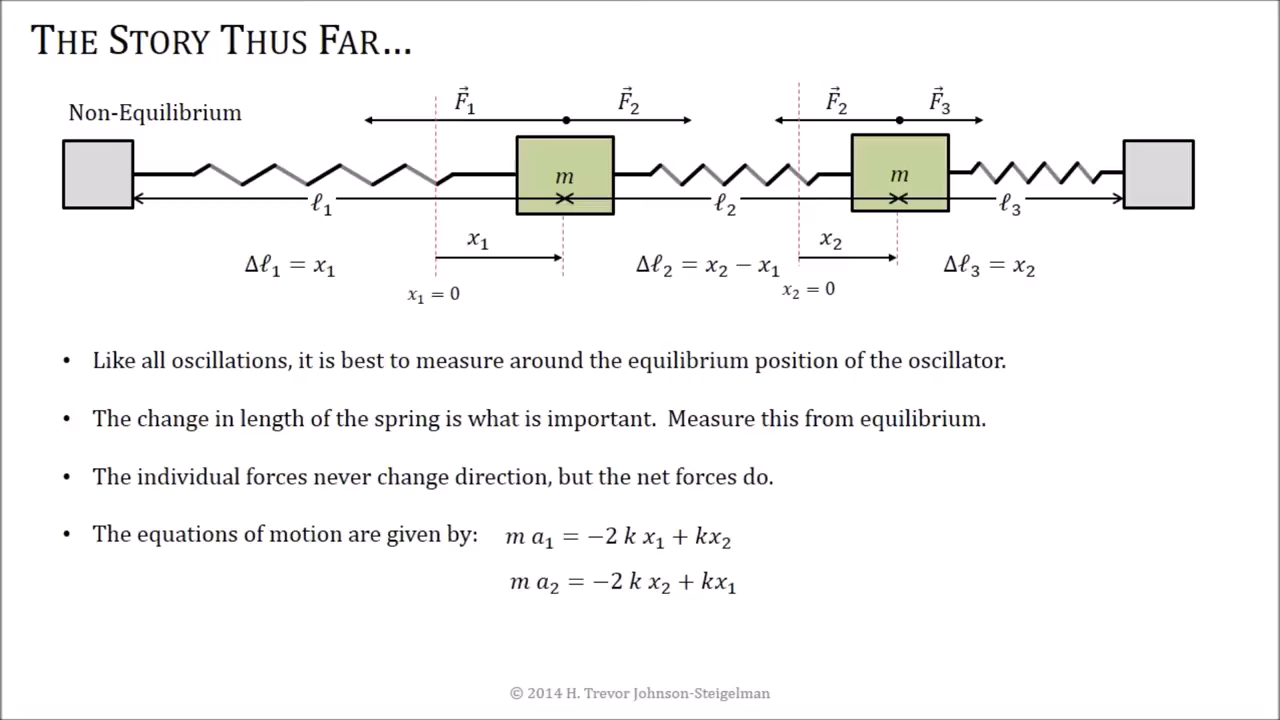 THE STORY THUS FAR…
Non-Equilibrium
F⃗₁ F⃗₂ F⃗₂ F⃗₃
m m
ℓ₁ ℓ₂ ℓ₃
x₁ x₂
Δℓ₁ = x₁ Δℓ₂ = x₂ − x₁ Δℓ₃ = x₂
x₁ = 0 x₂ = 0
• Like all oscillations, it is best to measure around the equilibrium position of the oscillator.
• The change in length of the spring is what is important. Measure this from equilibrium.
• The individual forces never change direction, but the net forces do.
• The equations of motion are given by: m a₁ = −2 k x₁ + kx₂
m a₂ = −2 k x₂ + kx₁
© 2014 H. Trevor Johnson-Steigelman